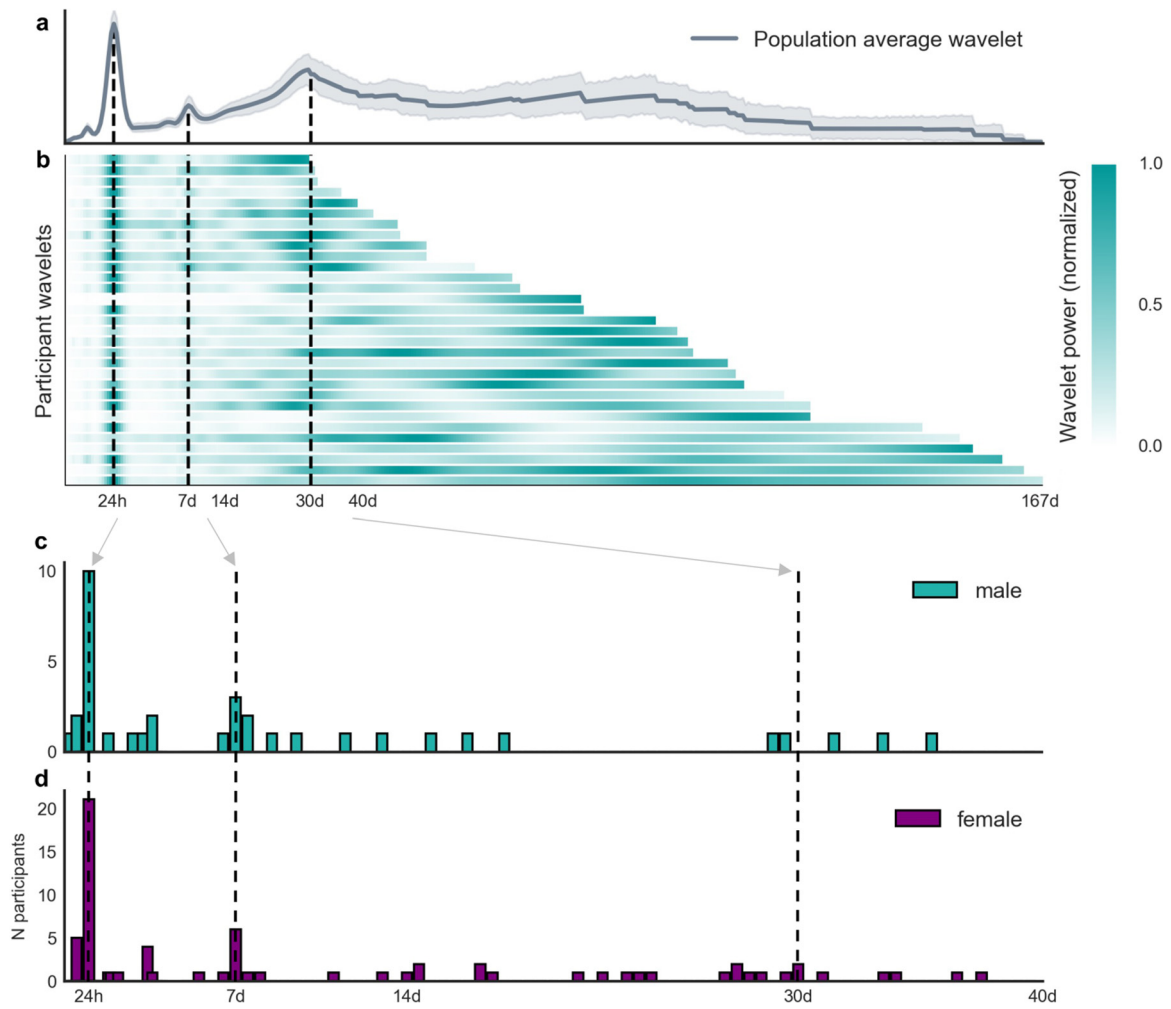 a
Population average wavelet
b
Participant wavelets
Wavelet power (normalized)
1.0
0.5
0.0
24h 7d 14d 30d 40d 167d
c
10
5
0
male
d
N participants
20
15
10
5
0
female
24h 7d 14d 30d 40d